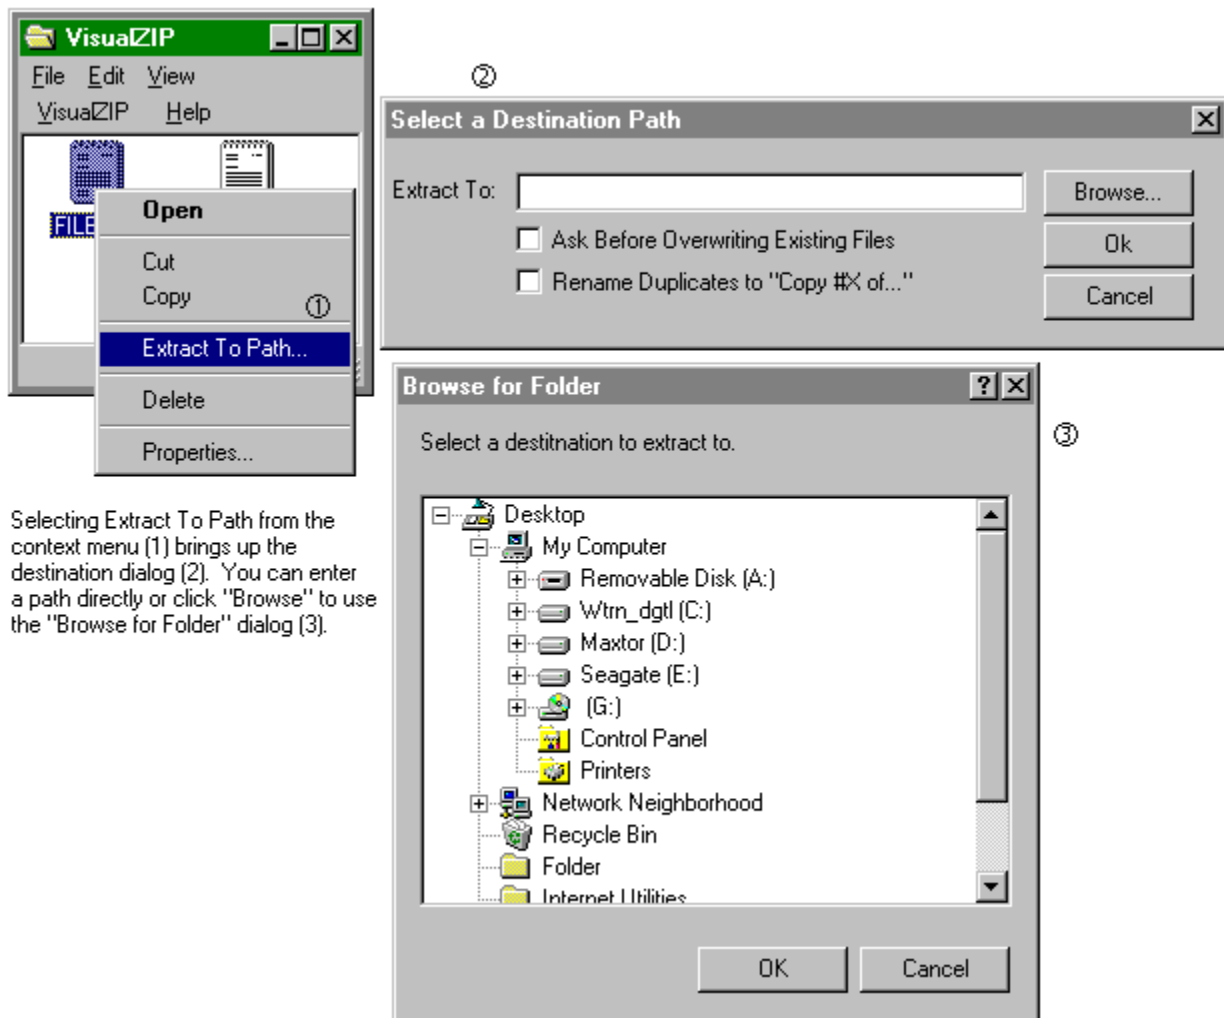 VisualZIP
File Edit View
VisualZIP Help
FILE
Open
Cut
Copy
①
Extract To Path...
Delete
Properties...
Selecting Extract To Path from the
context menu (1) brings up the
destination dialog (2). You can enter
a path directly or click "Browse" to use
the "Browse for Folder" dialog (3).
②
Select a Destination Path
Extract To:
Browse...
Ask Before Overwriting Existing Files
Ok
Rename Duplicates to "Copy #X of..."
Cancel
③
Browse for Folder
Select a destitnation to extract to.
Desktop
My Computer
Removable Disk (A:)
Wtrn_dgtl (C:)
Maxtor (D:)
Seagate (E:)
(G:)
Control Panel
Printers
Network Neighborhood
Recycle Bin
Folder
Internet Utilities
OK
Cancel